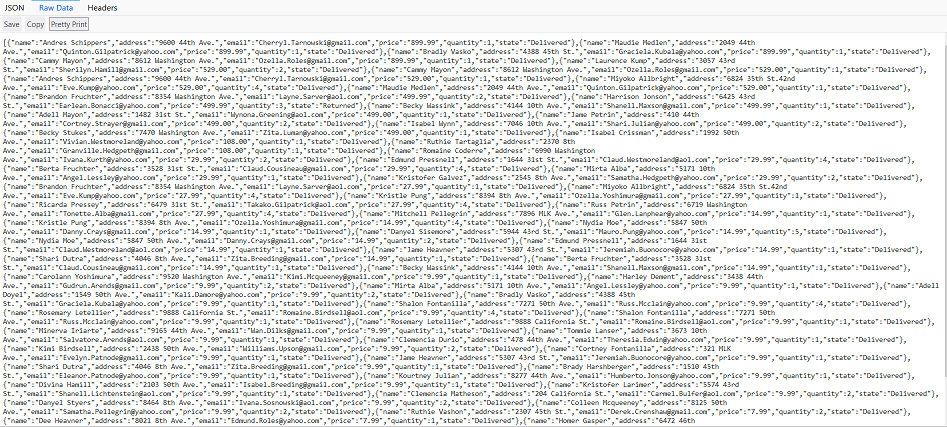 JSON Raw Data Headers
Save Copy Pretty Print
[{"name":"Andres Schippers","address":"9600 44th Ave.","email":"Cheryl.Tarnowski@gmail.com","price":"899.99","quantity":1,"state":"Delivered"},{"name":"Maudie Medlen","address":"2049 44th
Ave.","email":"Quinton.Gilpatrick@yahoo.com","price":"899.99","quantity":1,"state":"Delivered"},{"name":"Bradly Vasko","address":"4388 45th St.","email":"Graciela.Kubala@yahoo.com","price":"899.99","quantity":1,"state":"Delivered"},
{"name":"Cammy Mayon","address":"8612 Washington Ave.","email":"Ozella.Roles@gmail.com","price":"899.99","quantity":1,"state":"Delivered"},{"name":"Laurence Kump","address":"3057 43rd
St.","email":"Sherilyn.Hamill@gmail.com","price":"529.00","quantity":2,"state":"Delivered"},{"name":"Cammy Mayon","address":"8612 Washington Ave.","email":"Ozella.Roles@gmail.com","price":"529.00","quantity":1,"state":"Delivered"},
{"name":"Andres Schippers","address":"9600 44th Ave.","email":"Cheryl.Tarnowski@gmail.com","price":"529.00","quantity":1,"state":"Delivered"},{"name":"Miyoko Allbright","address":"6824 35th St.42nd
Ave.","email":"Eve.Kump@yahoo.com","price":"529.00","quantity":4,"state":"Delivered"},{"name":"Maudie Medlen","address":"2049 44th Ave.","email":"Quinton.Gilpatrick@yahoo.com","price":"529.00","quantity":1,"state":"Delivered"},
{"name":"Brandon Fruchter","address":"8354 Washington Ave.","email":"Layne.Sarver@aol.com","price":"499.99","quantity":2,"state":"Delivered"},{"name":"Harrison Jonson","address":"6425 43rd
St.","email":"Earlean.Bonacci@yahoo.com","price":"499.99","quantity":3,"state":"Returned"},{"name":"Becky Wassink","address":"4144 10th Ave.","email":"Shanell.Maxson@gmail.com","price":"499.00","quantity":1,"state":"Delivered"},
{"name":"Adell Mayon","address":"1482 31st St.","email":"Wynona.Greening@aol.com","price":"499.00","quantity":1,"state":"Delivered"},{"name":"Jame Petrin","address":"410 44th
Ave.","email":"Cortney.Strayer@gmail.com","price":"499.00","quantity":2,"state":"Delivered"},{"name":"Isabel Wynn","address":"7046 10th Ave.","email":"Shari.Julian@yahoo.com","price":"499.00","quantity":2,"state":"Delivered"},
{"name":"Becky Stukes","address":"7470 Washington Ave.","email":"Zita.Luman@yahoo.com","price":"499.00","quantity":1,"state":"Delivered"},{"name":"Isabel Crissman","address":"1992 50th
Ave.","email":"Vivian.Westmoreland@yahoo.com","price":"108.00","quantity":1,"state":"Delivered"},{"name":"Ruthie Tartaglia","address":"2370 8th
Ave.","email":"Granville.Hedgpeth@gmail.com","price":"108.00","quantity":1,"state":"Delivered"},{"name":"Romaine Coderre","address":"6990 Washington
Ave.","email":"Ivana.Kurth@yahoo.com","price":"29.99","quantity":2,"state":"Delivered"},{"name":"Edmund Pressnell","address":"1644 31st St.","email":"Claud.Westmoreland@aol.com","price":"29.99","quantity":4,"state":"Delivered"},
{"name":"Berta Fruchter","address":"3528 31st St.","email":"Claud.Cousineau@gmail.com","price":"29.99","quantity":4,"state":"Delivered"},{"name":"Mirta Alba","address":"5171 10th
Ave.","email":"Angel.Lessley@yahoo.com","price":"29.99","quantity":1,"state":"Delivered"},{"name":"Kristofer Galvez","address":"2545 8th Ave.","email":"Samatha.Hedgpeth@yahoo.com","price":"29.99","quantity":2,"state":"Delivered"},
{"name":"Brandon Fruchter","address":"8354 Washington Ave.","email":"Layne.Sarver@aol.com","price":"27.99","quantity":1,"state":"Delivered"},{"name":"Miyoko Allbright","address":"6824 35th St.42nd
Ave.","email":"Eve.Kump@yahoo.com","price":"27.99","quantity":4,"state":"Delivered"},{"name":"Kristle Pung","address":"8394 8th Ave.","email":"Ozella.Yoshimura@gmail.com","price":"27.99","quantity":1,"state":"Delivered"},
{"name":"Ricarda Pressey","address":"6479 31st St.","email":"Takako.Gilpatrick@aol.com","price":"27.99","quantity":4,"state":"Delivered"},{"name":"Russ Petrin","address":"6719 Washington
Ave.","email":"Tonette.Alba@gmail.com","price":"27.99","quantity":4,"state":"Delivered"},{"name":"Mitchell Pellegrin","address":"7896 MLK Ave.","email":"Glen.Lanphear@gmail.com","price":"14.99","quantity":1,"state":"Delivered"},
{"name":"Kristle Pung","address":"8394 8th Ave.","email":"Ozella.Yoshimura@gmail.com","price":"14.99","quantity":4,"state":"Delivered"},{"name":"Nydia Moe","address":"5847 50th
Ave.","email":"Danny.Crays@gmail.com","price":"14.99","quantity":1,"state":"Delivered"},{"name":"Danyel Sisemore","address":"5944 43rd St.","email":"Mauro.Pung@yahoo.com","price":"14.99","quantity":5,"state":"Delivered"},
{"name":"Nydia Moe","address":"5847 50th Ave.","email":"Danny.Crays@gmail.com","price":"14.99","quantity":2,"state":"Delivered"},{"name":"Edmund Pressnell","address":"1644 31st
St.","email":"Claud.Westmoreland@aol.com","price":"14.99","quantity":1,"state":"Delivered"},{"name":"Jame Heavner","address":"5307 43rd St.","email":"Jeremiah.Buonocore@yahoo.com","price":"14.99","quantity":1,"state":"Delivered"},
{"name":"Shari Dutra","address":"4046 8th Ave.","email":"Zita.Breeding@gmail.com","price":"14.99","quantity":1,"state":"Delivered"},{"name":"Berta Fruchter","address":"3528 31st
St.","email":"Claud.Cousineau@gmail.com","price":"14.99","quantity":1,"state":"Delivered"},{"name":"Becky Wassink","address":"4144 10th Ave.","email":"Shanell.Maxson@gmail.com","price":"14.99","quantity":1,"state":"Delivered"},
{"name":"Carolann Yoshimura","address":"9520 Washington Ave.","email":"Kimi.Mcqueeney@gmail.com","price":"9.99","quantity":1,"state":"Delivered"},{"name":"Harley Dement","address":"3438 44th
Ave.","email":"Gudrun.Arends@gmail.com","price":"9.99","quantity":2,"state":"Delivered"},{"name":"Mirta Alba","address":"5171 10th Ave.","email":"Angel.Lessley@yahoo.com","price":"9.99","quantity":2,"state":"Delivered"},{"name":"Adell
Doyel","address":"1549 50th Ave.","email":"Kali.Damore@yahoo.com","price":"9.99","quantity":2,"state":"Delivered"},{"name":"Bradly Vasko","address":"4388 45th
St.","email":"Graciela.Kubala@yahoo.com","price":"9.99","quantity":1,"state":"Delivered"},{"name":"Shalon Fontanilla","address":"7271 50th Ave.","email":"Russ.Mcclain@yahoo.com","price":"9.99","quantity":4,"state":"Delivered"},
{"name":"Rosemary Letellier","address":"9888 California St.","email":"Romaine.Birdsell@aol.com","price":"9.99","quantity":4,"state":"Delivered"},{"name":"Shalon Fontanilla","address":"7271 50th
Ave.","email":"Russ.Mcclain@yahoo.com","price":"9.99","quantity":1,"state":"Delivered"},{"name":"Rosemary Letellier","address":"9888 California St.","email":"Romaine.Birdsell@aol.com","price":"9.99","quantity":1,"state":"Delivered"},
{"name":"Minerva Iriarte","address":"9165 44th Ave.","email":"Nan.Dilks@gmail.com","price":"9.99","quantity":1,"state":"Delivered"},{"name":"Tommie Lanser","address":"3673 10th
Ave.","email":"Salvatore.Arends@gmail.com","price":"9.99","quantity":1,"state":"Delivered"},{"name":"Clemencia Durio","address":"478 44th Ave.","email":"Theresia.Edwin@yahoo.com","price":"9.99","quantity":1,"state":"Delivered"},
{"name":"Kimi Birdsell","address":"2438 50th Ave.","email":"Williams.Upson@gmail.com","price":"9.99","quantity":2,"state":"Delivered"},{"name":"Cortney Fontanilla","address":"321 MLK
Ave.","email":"Evelyn.Patnode@gmail.com","price":"9.99","quantity":1,"state":"Delivered"},{"name":"Jame Heavner","address":"5307 43rd St.","email":"Jeremiah.Buonocore@yahoo.com","price":"9.99","quantity":1,"state":"Delivered"},
{"name":"Shari Dutra","address":"4046 8th Ave.","email":"Zita.Breeding@gmail.com","price":"9.99","quantity":1,"state":"Delivered"},{"name":"Brady Harshberger","address":"1510 45th
St.","email":"Eleanor.Patnode@yahoo.com","price":"9.99","quantity":1,"state":"Delivered"},{"name":"Kourtney Julian","address":"8277 44th Ave.","email":"Humberto.Jonson@yahoo.com","price":"9.99","quantity":1,"state":"Delivered"},
{"name":"Divina Hamill","address":"2103 50th Ave.","email":"Isabel.Breeding@gmail.com","price":"9.99","quantity":1,"state":"Delivered"},{"name":"Kristofer Larimer","address":"5574 43rd
St.","email":"Shanell.Lichtenstein@aol.com","price":"9.99","quantity":1,"state":"Delivered"},{"name":"Clemencia Matheson","address":"204 California St.","email":"Carmel.Bulfer@aol.com","price":"9.99","quantity":2,"state":"Delivered"},
{"name":"Danyel Styers","address":"8464 8th Ave.","email":"Ivana.Sosnowski@aol.com","price":"9.99","quantity":1,"state":"Delivered"},{"name":"Colleen Mcqueeney","address":"8125 50th
Ave.","email":"Samatha.Pellegrin@yahoo.com","price":"9.99","quantity":2,"state":"Delivered"},{"name":"Ruthie Vashon","address":"2307 45th St.","email":"Derek.Crenshaw@gmail.com","price":"7.99","quantity":2,"state":"Delivered"},
{"name":"Dee Heavner","address":"8021 8th Ave.","email":"Edmund.Roles@yahoo.com","price":"7.99","quantity":1,"state":"Delivered"},{"name":"Homer Gasper","address":"6472 46th